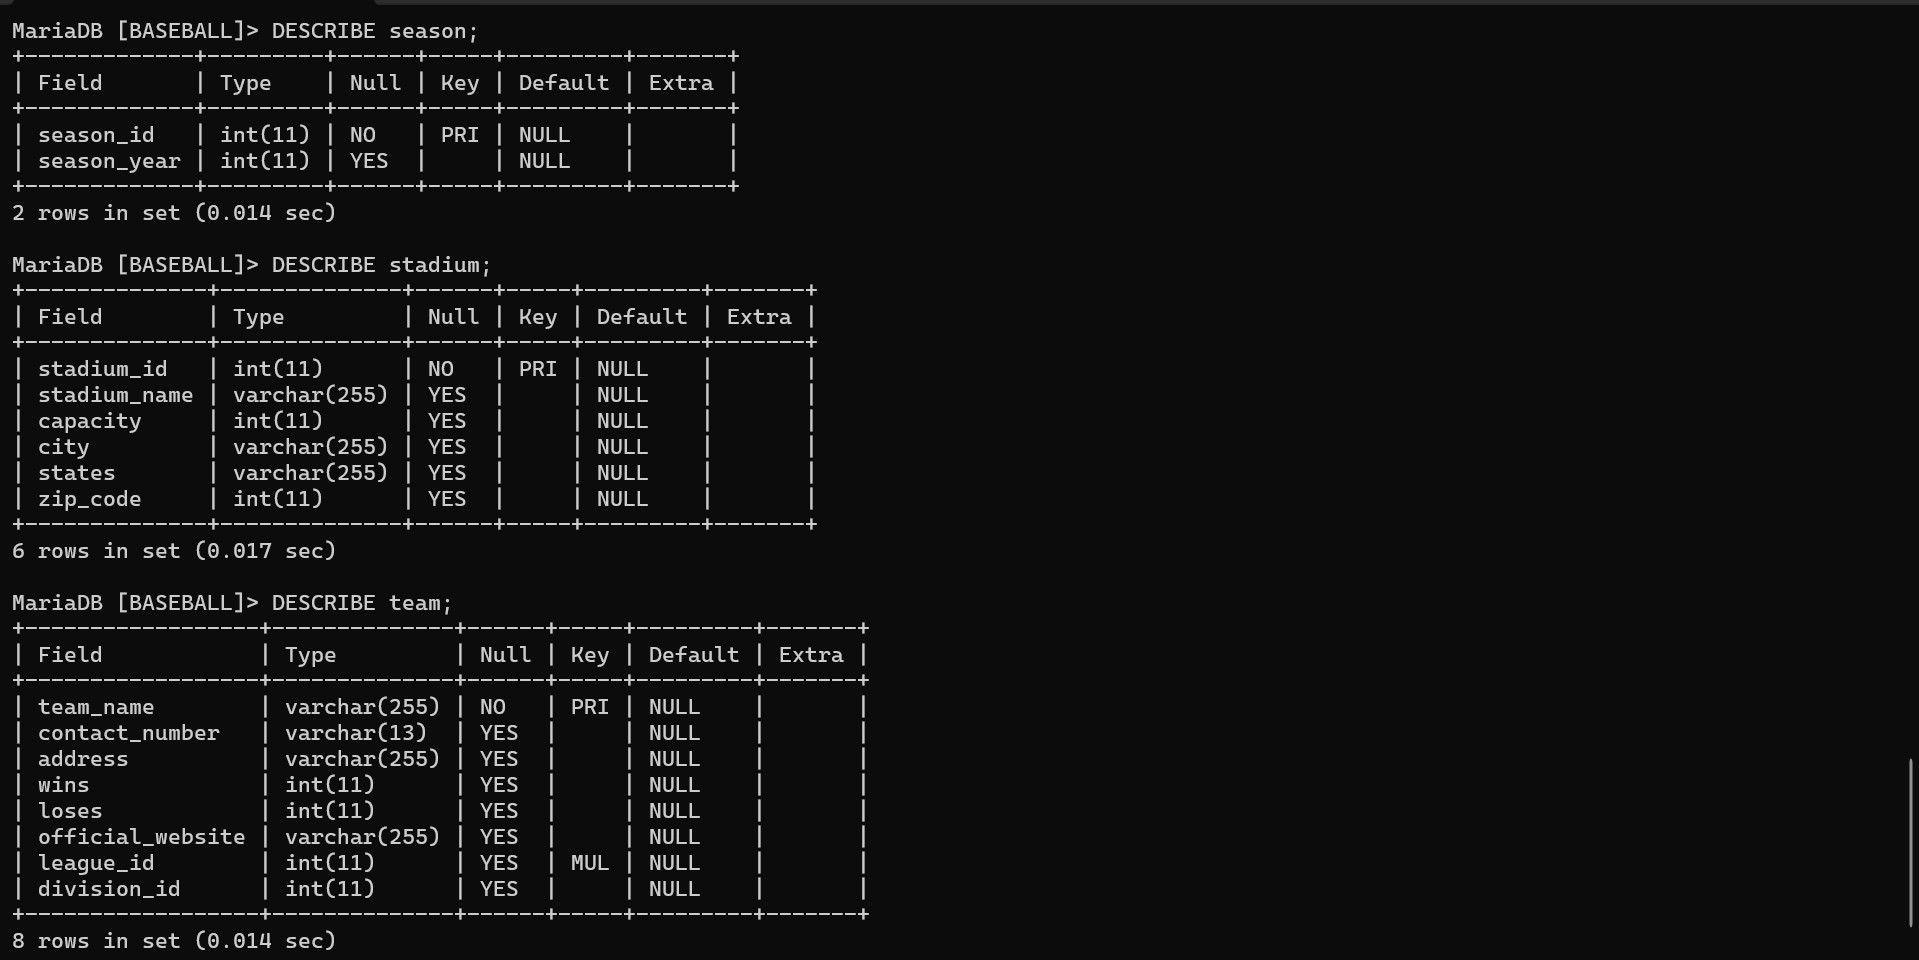 MariaDB [BASEBALL]> DESCRIBE season;
+-------------+---------+------+-----+---------+-------+
| Field       | Type    | Null | Key | Default | Extra |
+-------------+---------+------+-----+---------+-------+
| season_id   | int(11) | NO   | PRI | NULL    |       |
| season_year | int(11) | YES  |     | NULL    |       |
+-------------+---------+------+-----+---------+-------+
2 rows in set (0.014 sec)

MariaDB [BASEBALL]> DESCRIBE stadium;
+--------------+--------------+------+-----+---------+-------+
| Field        | Type         | Null | Key | Default | Extra |
+--------------+--------------+------+-----+---------+-------+
| stadium_id   | int(11)      | NO   | PRI | NULL    |       |
| stadium_name | varchar(255) | YES  |     | NULL    |       |
| capacity     | int(11)      | YES  |     | NULL    |       |
| city         | varchar(255) | YES  |     | NULL    |       |
| states       | varchar(255) | YES  |     | NULL    |       |
| zip_code     | int(11)      | YES  |     | NULL    |       |
+--------------+--------------+------+-----+---------+-------+
6 rows in set (0.017 sec)

MariaDB [BASEBALL]> DESCRIBE team;
+------------------+--------------+------+-----+---------+-------+
| Field            | Type         | Null | Key | Default | Extra |
+------------------+--------------+------+-----+---------+-------+
| team_name        | varchar(255) | NO   | PRI | NULL    |       |
| contact_number   | varchar(13)  | YES  |     | NULL    |       |
| address          | varchar(255) | YES  |     | NULL    |       |
| wins             | int(11)      | YES  |     | NULL    |       |
| loses            | int(11)      | YES  |     | NULL    |       |
| official_website | varchar(255) | YES  |     | NULL    |       |
| league_id        | int(11)      | YES  | MUL | NULL    |       |
| division_id      | int(11)      | YES  |     | NULL    |       |
+------------------+--------------+------+-----+---------+-------+
8 rows in set (0.014 sec)